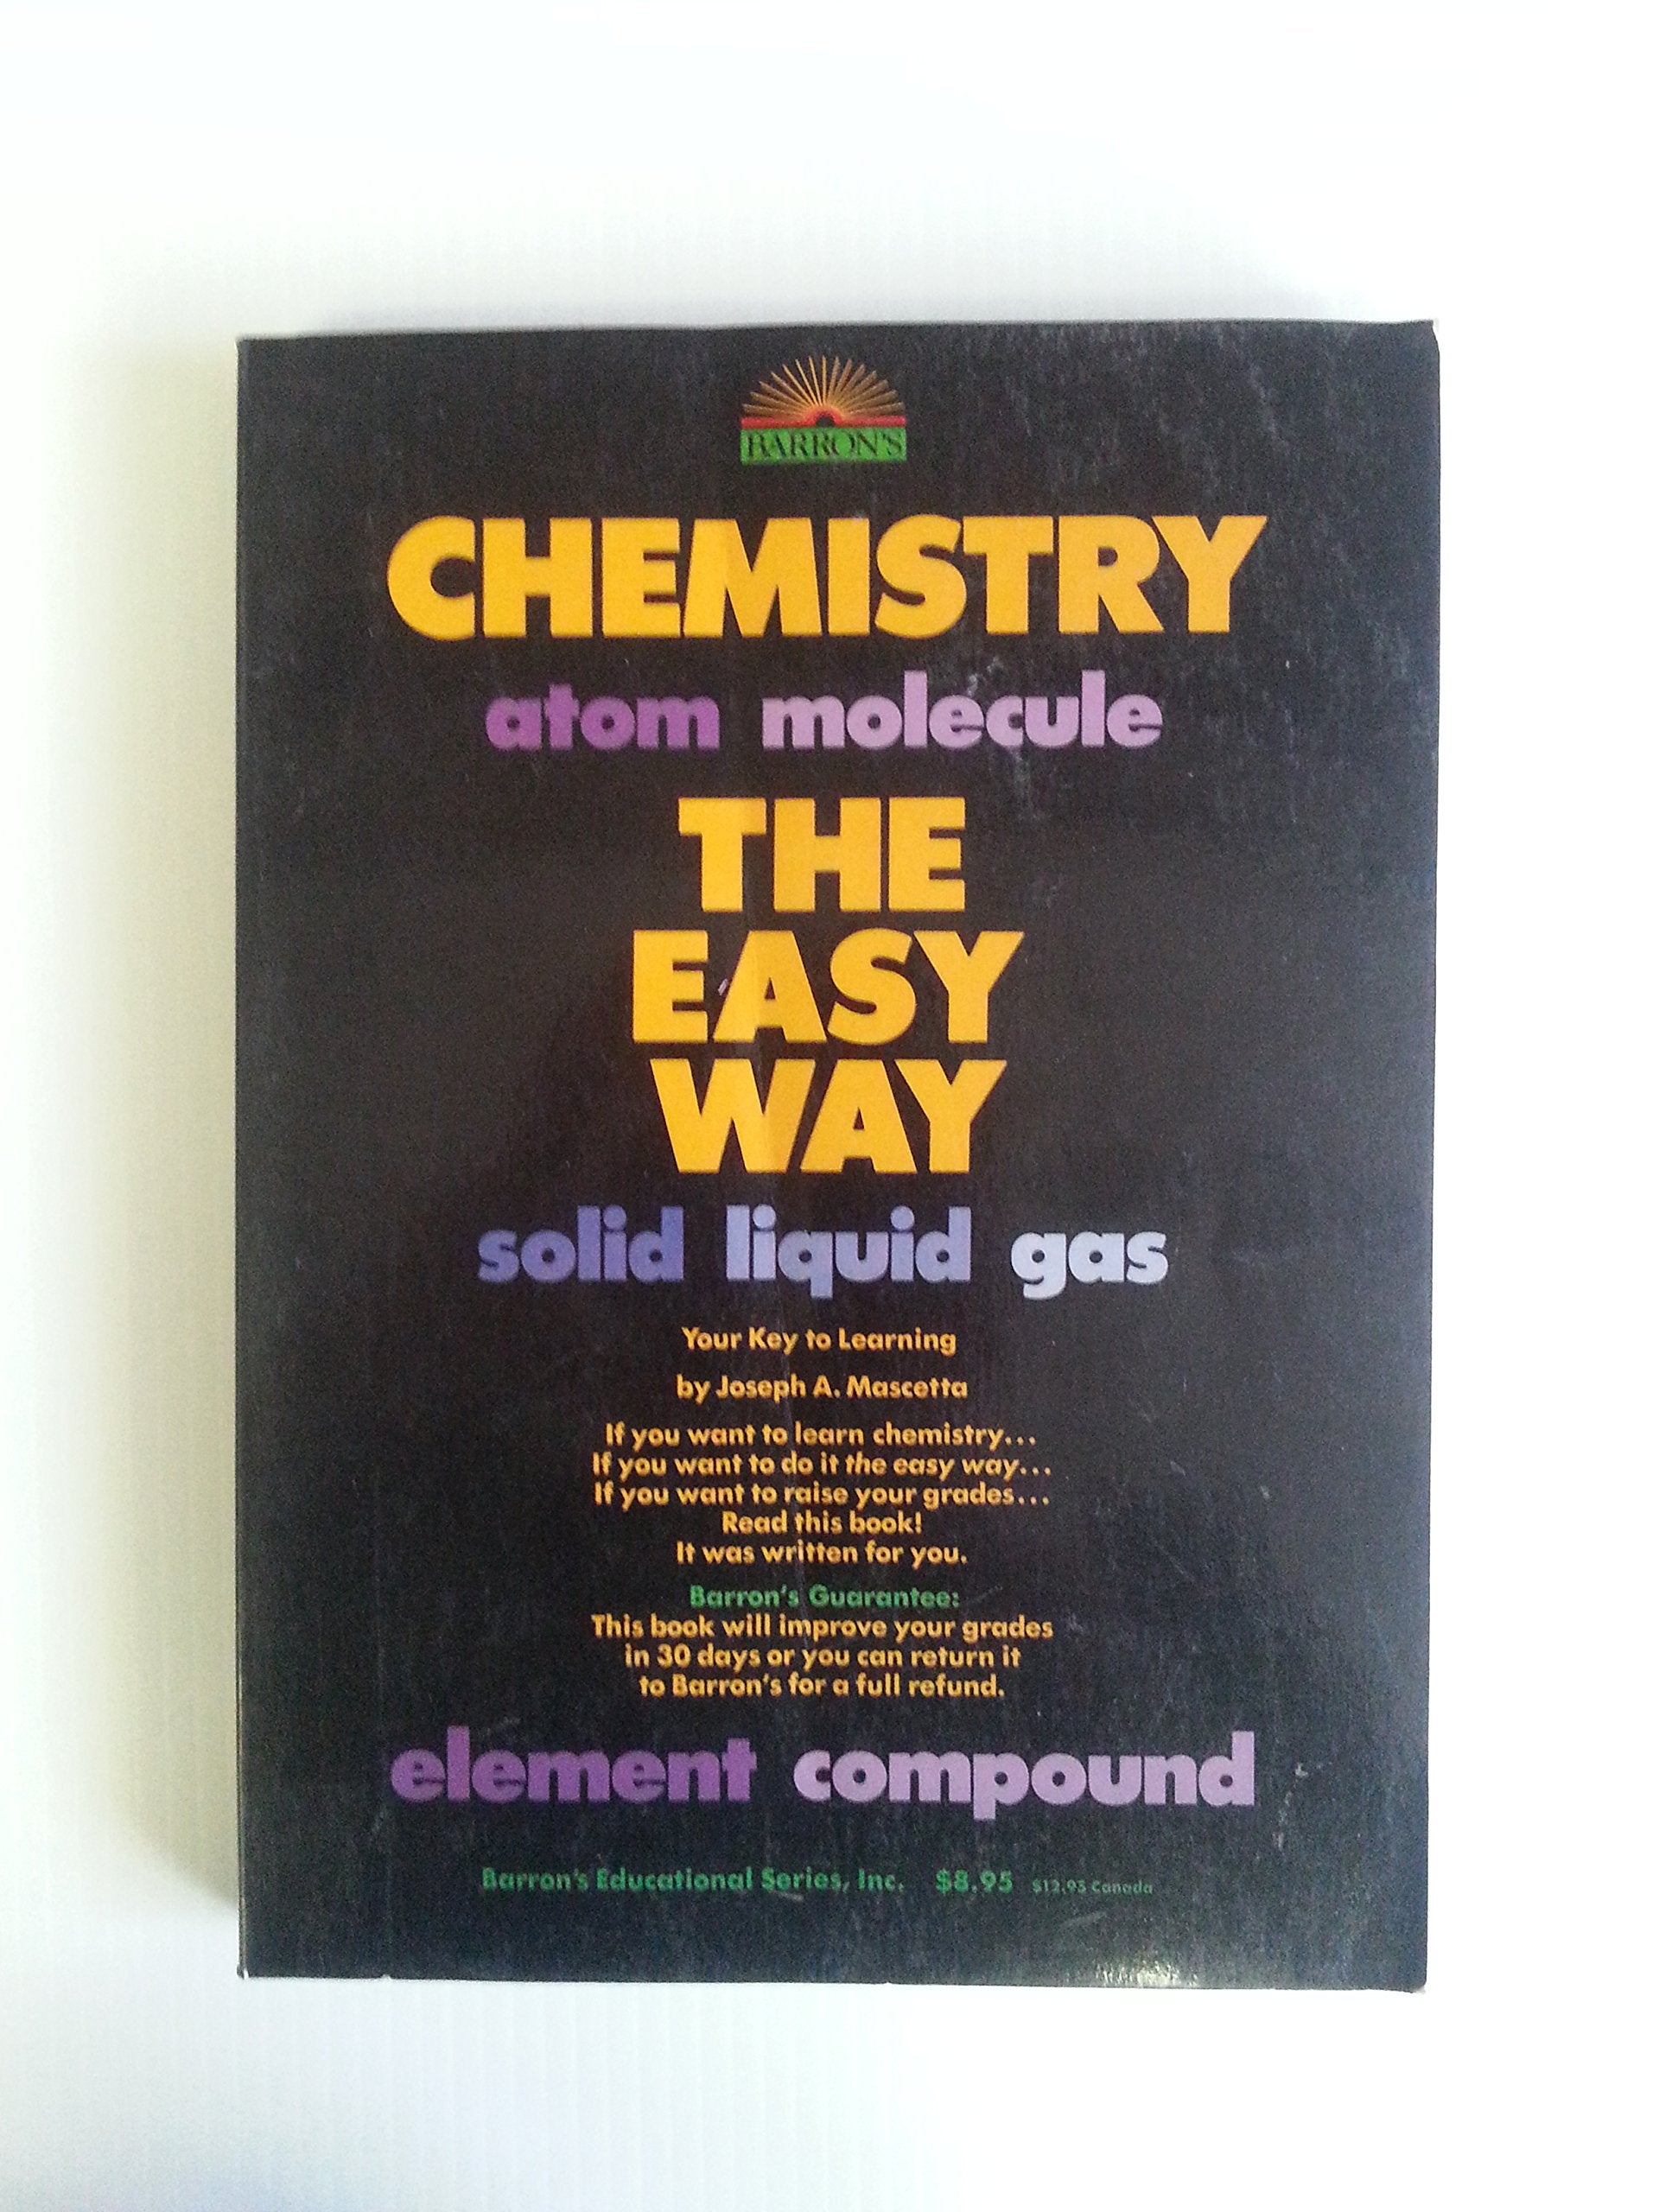 BARRON'S
CHEMISTRY
atom molecule
THE
EASY
WAY
solid liquid gas
Your Key to Learning
by Joseph A. Mascetta
If you want to learn chemistry...
If you want to do it the easy way...
If you want to raise your grades...
Read this book!
It was written for you.
Barron's Guarantee:
This book will improve your grades
in 30 days or you can return it
to Barron's for a full refund.
element compound
Barron's Educational Series, Inc. $8.95 $12.95 Canada